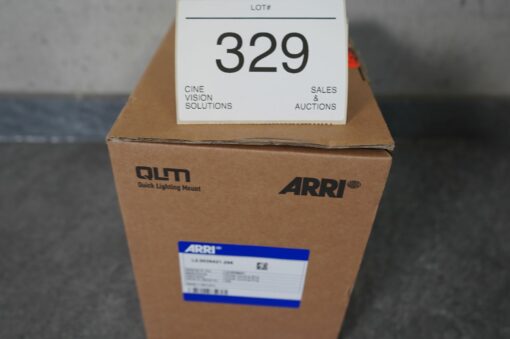 LOT#
329
CINE
VISION
SOLUTIONS
SALES
&
AUCTIONS
QLM
Quick Lighting Mount
ARRI
ARRI